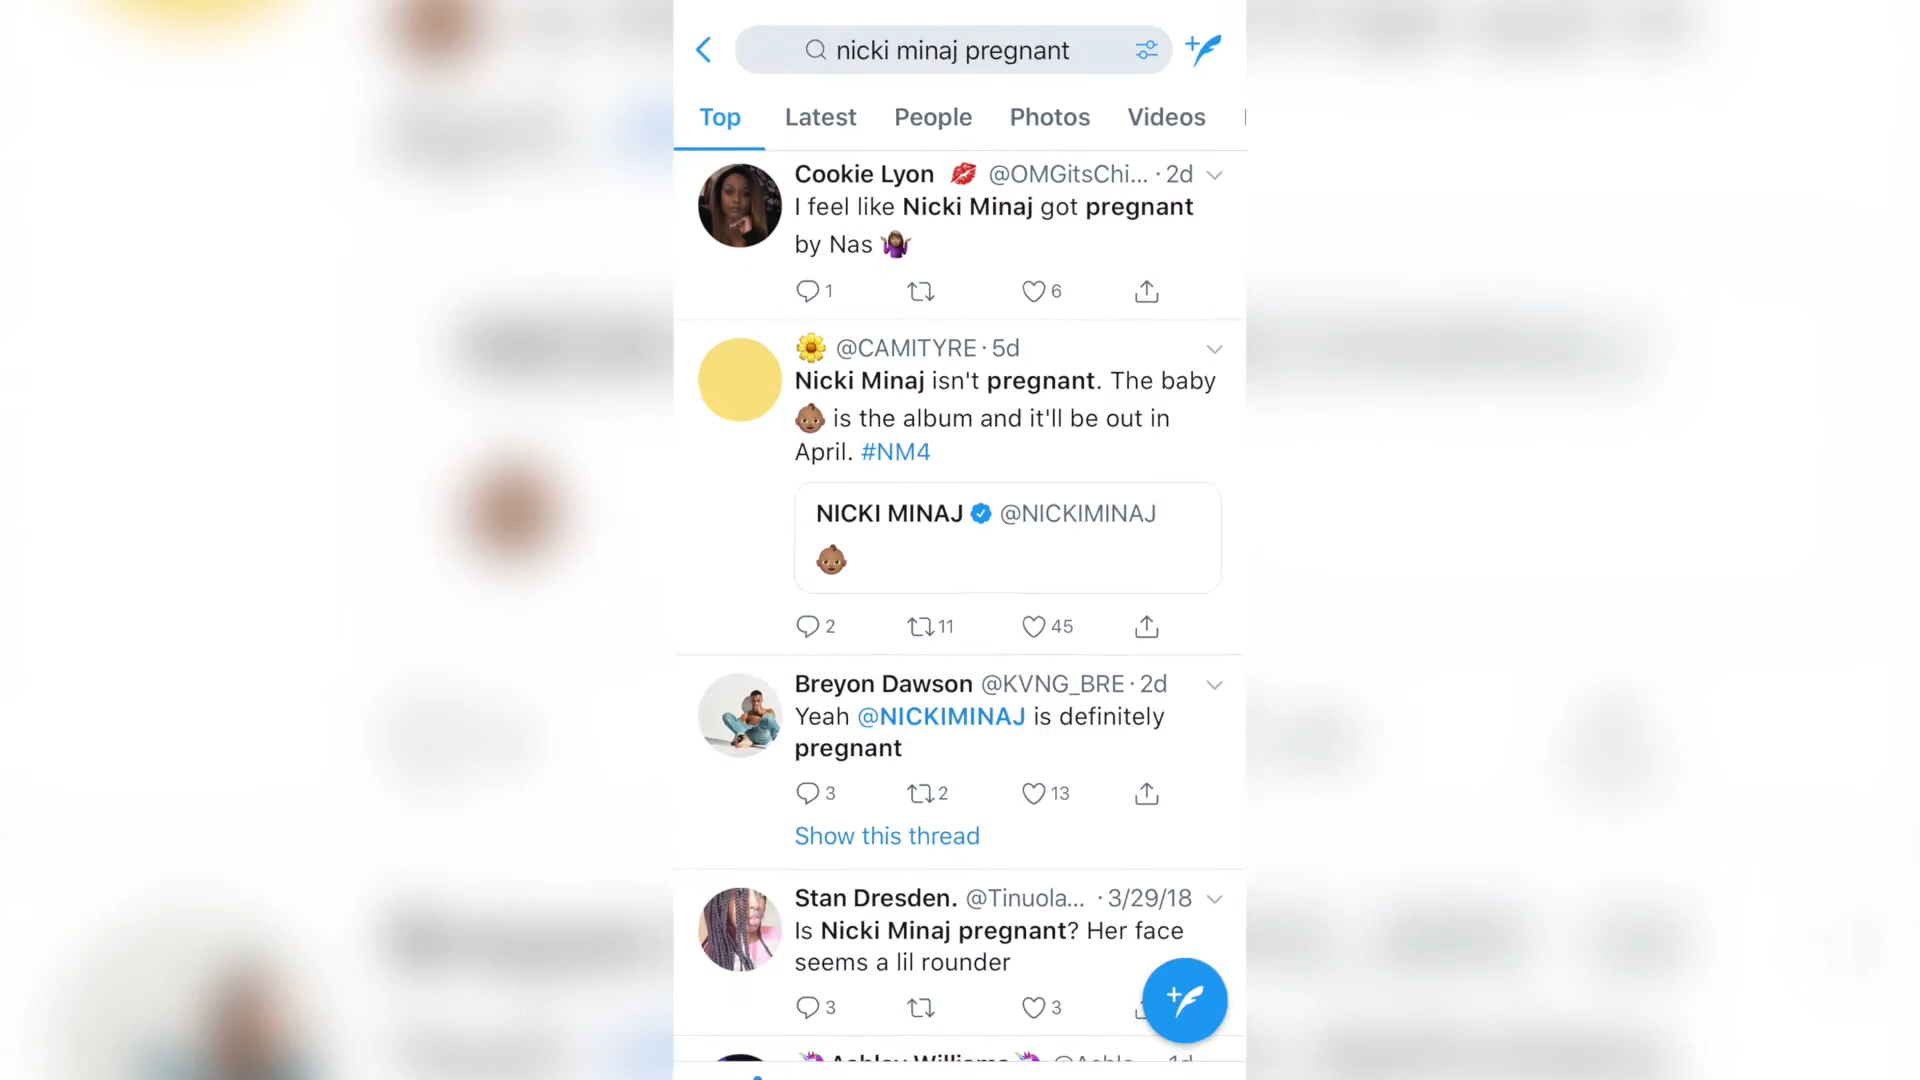 nicki minaj pregnant
Top Latest People Photos Videos
Cookie Lyon 💋 @OMGitsChi... · 2d
I feel like Nicki Minaj got pregnant
by Nas 🤷🏾‍♀️
1 6
🌼 @CAMITYRE · 5d
Nicki Minaj isn't pregnant. The baby
👶🏾 is the album and it'll be out in
April. #NM4
NICKI MINAJ @NICKIMINAJ
👶🏾
2 11 45
Breyon Dawson @KVNG_BRE · 2d
Yeah @NICKIMINAJ is definitely
pregnant
3 2 13
Show this thread
Stan Dresden. @Tinuola... · 3/29/18
Is Nicki Minaj pregnant? Her face
seems a lil rounder
3 3
🦄 Ashley Williams 🦄 @Ashle... · 1d